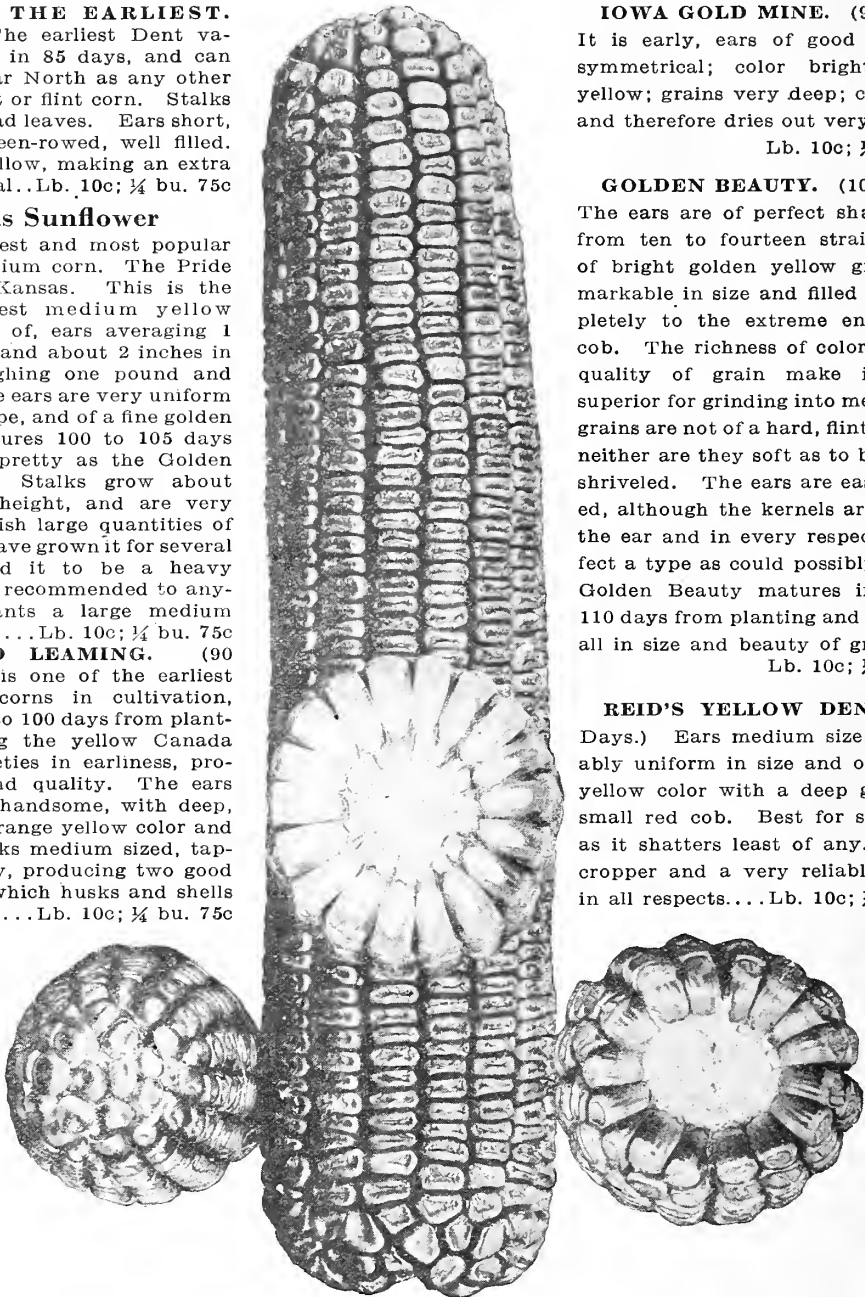 THE EARLIEST.
he earliest Dent va-
in 85 days, and can
ar North as any other
t or flint corn. Stalks
ad leaves. Ears short,
een-rowed, well filled.
llow, making an extra
al..Lb. 10c; ¼ bu. 75c
s Sunflower
est and most popular
ium corn. The Pride
Kansas. This is the
est medium yellow
of, ears averaging 1
and about 2 inches in
ghing one pound and
e ears are very uniform
pe, and of a fine golden
ures 100 to 105 days
pretty as the Golden
Stalks grow about
height, and are very
ish large quantities of
ave grown it for several
d it to be a heavy
recommended to any-
ants a large medium
....Lb. 10c; ¼ bu. 75c
LEAMING. (90
is one of the earliest
corns in cultivation,
o 100 days from plant-
g the yellow Canada
eties in earliness, pro-
ad quality. The ears
handsome, with deep,
range yellow color and
ks medium sized, tap-
y, producing two good
which husks and shells
...Lb. 10c; ¼ bu. 75c
IOWA GOLD MINE. (9
It is early, ears of good
symmetrical; color bright
yellow; grains very deep; c
and therefore dries out very
Lb. 10c;
GOLDEN BEAUTY. (10
The ears are of perfect sha
from ten to fourteen strai
of bright golden yellow g
markable in size and filled
pletely to the extreme en
cob. The richness of color
quality of grain make i
superior for grinding into me
grains are not of a hard, flint
neither are they soft as to b
shriveled. The ears are eas
ed, although the kernels ar
the ear and in every respec
fect a type as could possibl
Golden Beauty matures i
110 days from planting and
all in size and beauty of gr
Lb. 10c;
REID'S YELLOW DEN
Days.) Ears medium size
ably uniform in size and o
yellow color with a deep g
small red cob. Best for s
as it shatters least of any.
cropper and a very reliabl
in all respects....Lb. 10c;